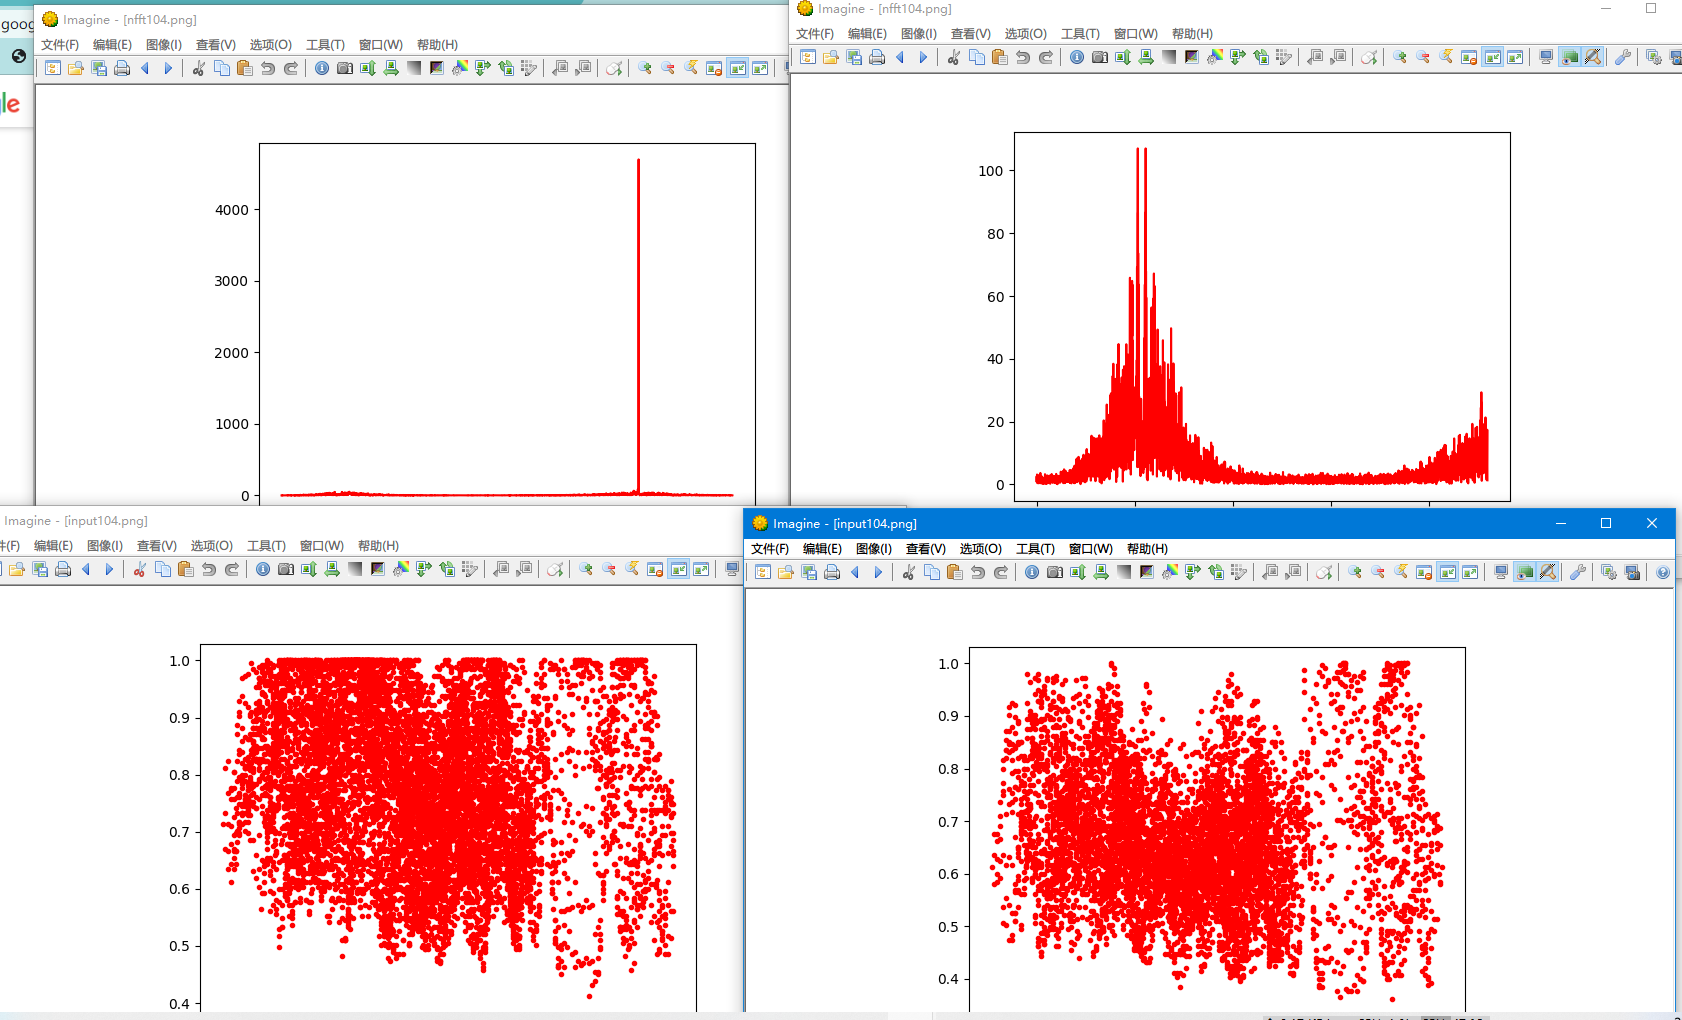 goog
le
Imagine - [nfft104.png]
文件(F) 编辑(E) 图像(I) 查看(V) 选项(O) 工具(T) 窗口(W) 帮助(H)
4000
3000
2000
1000
0
Imagine - [nfft104.png]
文件(F) 编辑(E) 图像(I) 查看(V) 选项(O) 工具(T) 窗口(W) 帮助(H)
100
80
60
40
20
0
Imagine - [input104.png]
件(F) 编辑(E) 图像(I) 查看(V) 选项(O) 工具(T) 窗口(W) 帮助(H)
1.0
0.9
0.8
0.7
0.6
0.5
0.4
Imagine - [input104.png]
文件(F) 编辑(E) 图像(I) 查看(V) 选项(O) 工具(T) 窗口(W) 帮助(H)
1.0
0.9
0.8
0.7
0.6
0.5
0.4